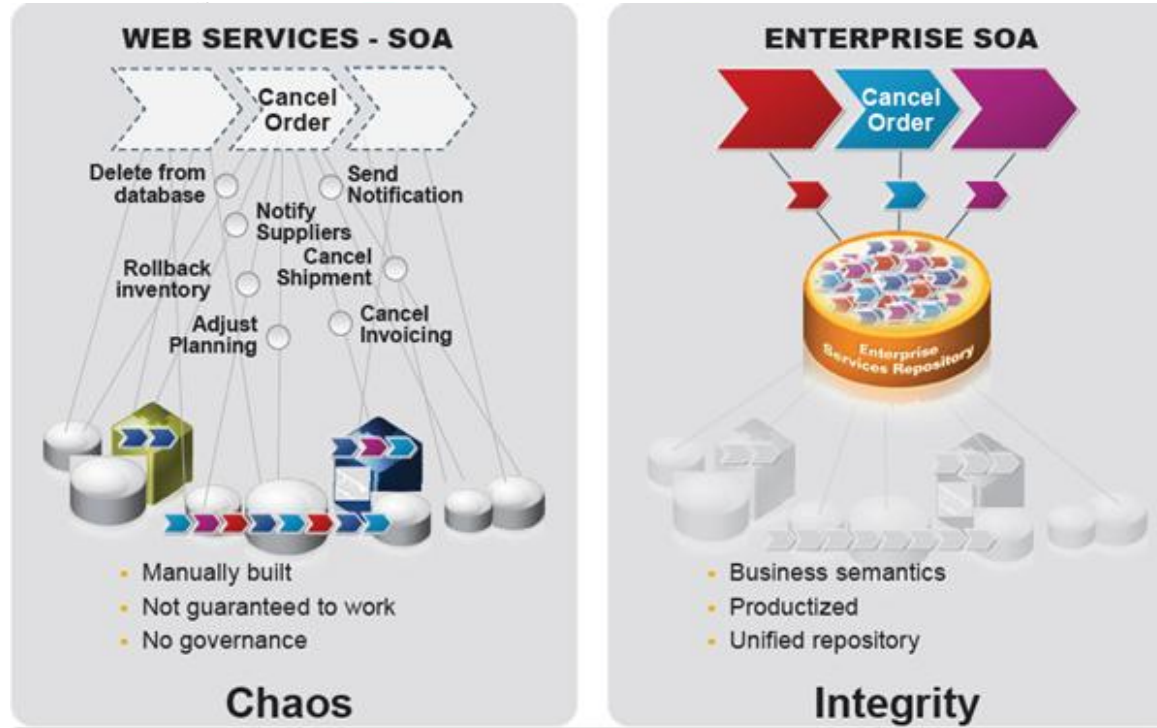 WEB SERVICES - SOA
Cancel
Order
Delete from
database
Send
Notification
Notify
Suppliers
Cancel
Shipment
Rollback
inventory
Adjust
Planning
Cancel
Invoicing
▪ Manually built
▪ Not guaranteed to work
▪ No governance
Chaos
ENTERPRISE SOA
Cancel
Order
Enterprise
Services Repository
▪ Business semantics
▪ Productized
▪ Unified repository
Integrity